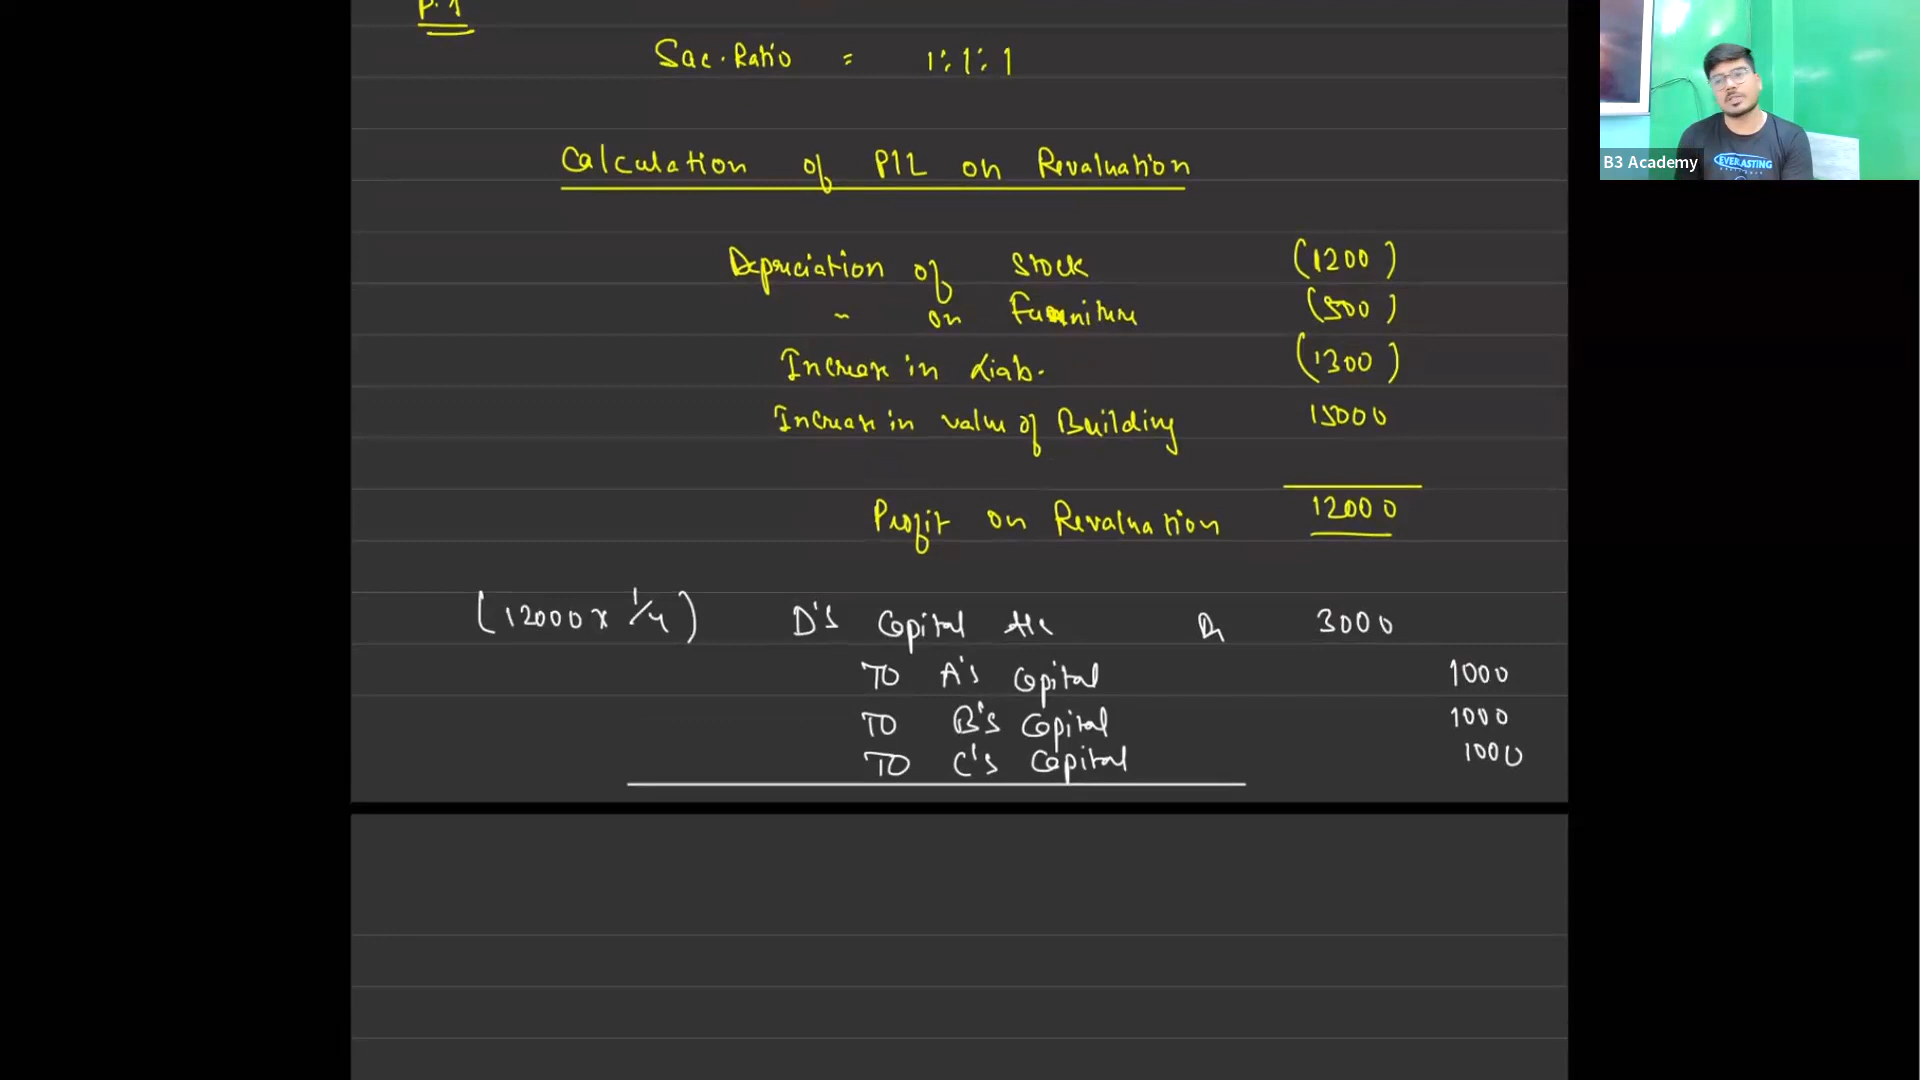 P.1
Sac. Ratio = 1:1:1
Calculation of P/L on Revaluation
Depreciation of Stock (1200)
" on Furniture (500)
Increase in Liab. (1300)
Increase in value of Building 15000
Profit on Revaluation 12000
(12000 x 1/4) D's Capital A/c Dr 3000
TO A's Capital 1000
TO B's Capital 1000
TO C's Capital 1000
B3 Academy
EVERLASTING